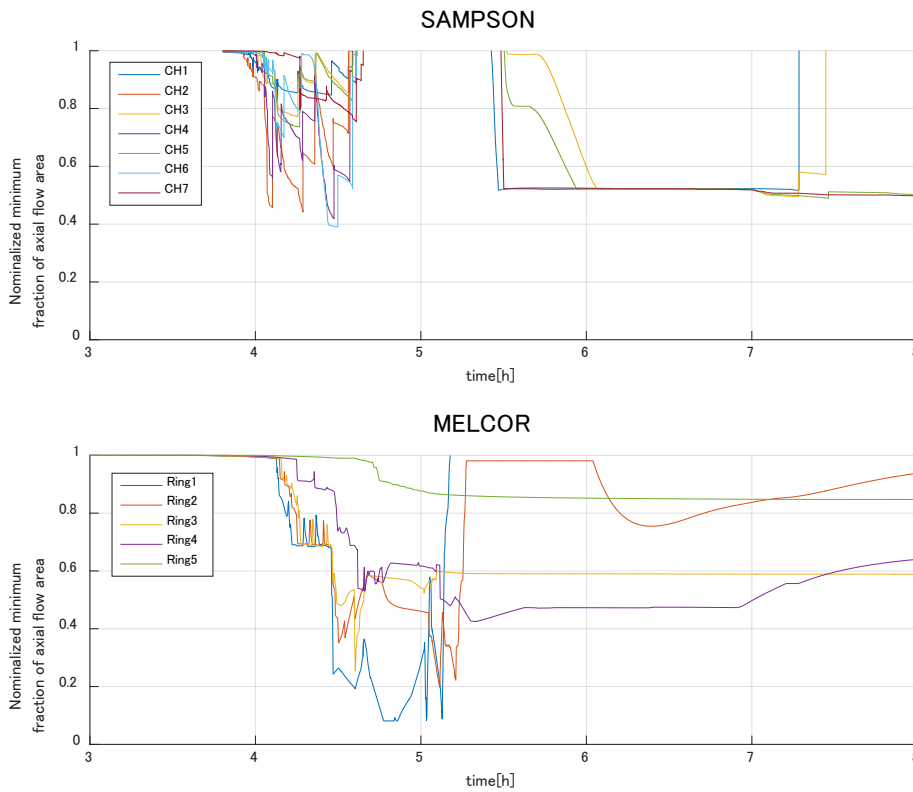 SAMPSON
1
0.8
0.6
0.4
0.2
0
Nominalized minimum
fraction of axial flow area
CH1
CH2
CH3
CH4
CH5
CH6
CH7
3 4 5 6 7 8
time[h]
MELCOR
1
0.8
0.6
0.4
0.2
0
Nominalized minimum
fraction of axial flow area
Ring1
Ring2
Ring3
Ring4
Ring5
3 4 5 6 7 8
time[h]